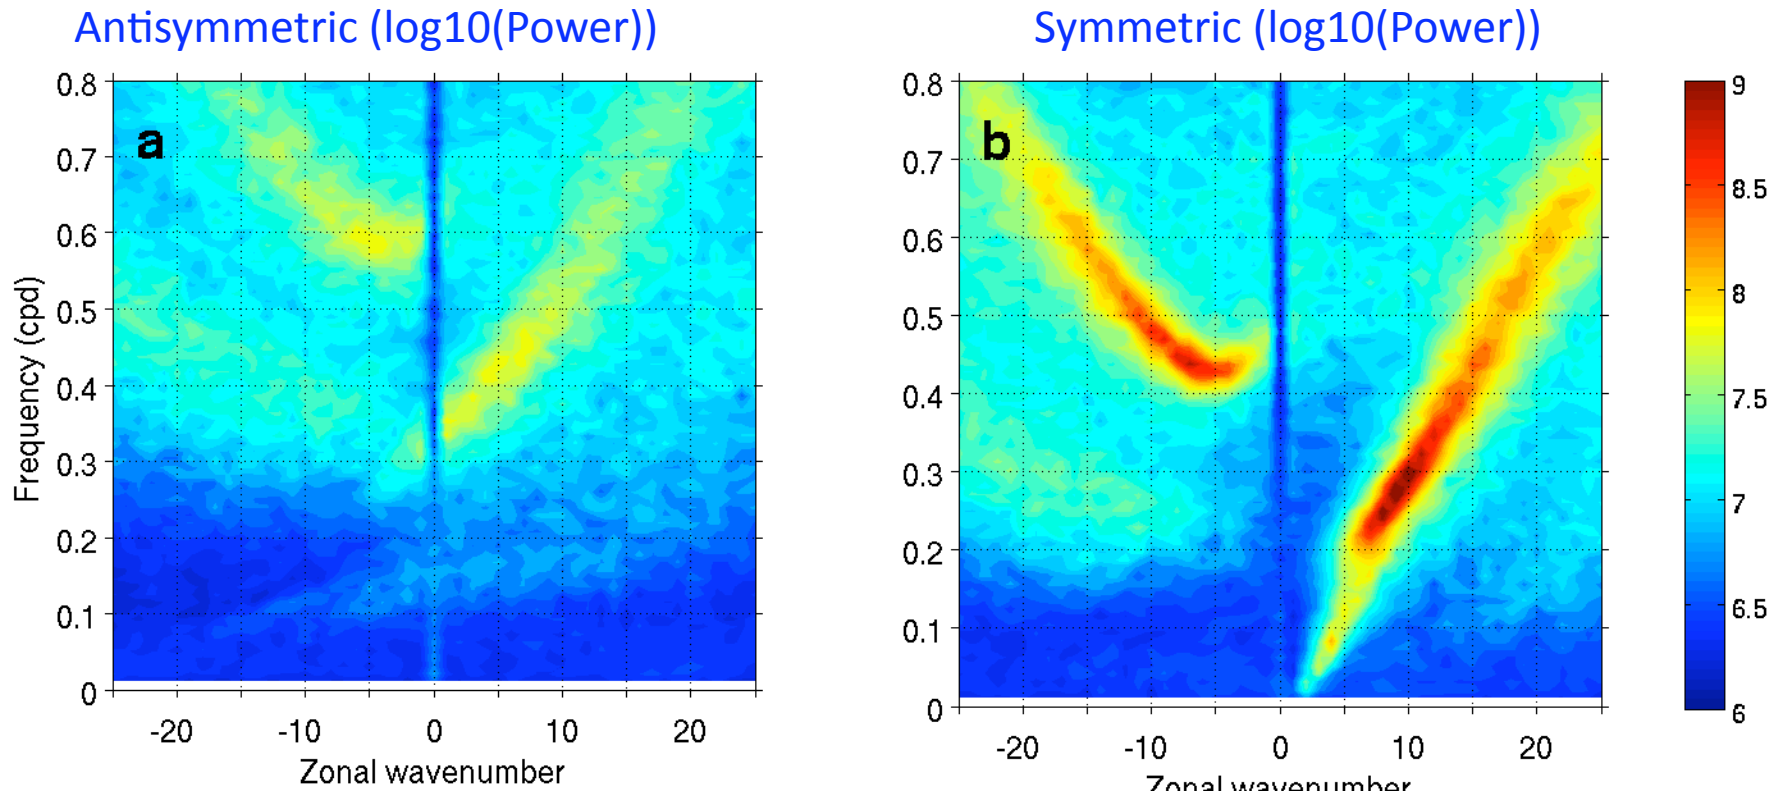 Antisymmetric (log10(Power))
Symmetric (log10(Power))
a
b
Frequency (cpd)
0.8
0.7
0.6
0.5
0.4
0.3
0.2
0.1
0
-20 -10 0 10 20
Zonal wavenumber
0.8
0.7
0.6
0.5
0.4
0.3
0.2
0.1
0
-20 -10 0 10 20
Zonal wavenumber
9
8.5
8
7.5
7
6.5
6